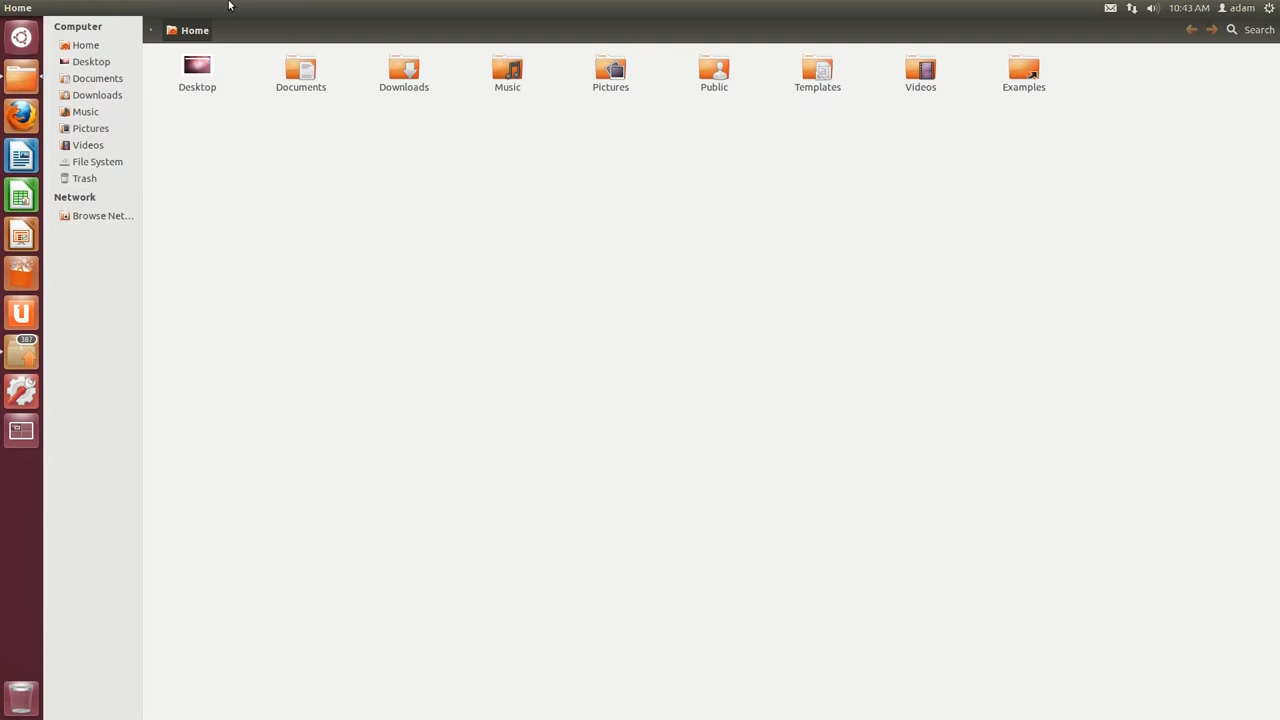 Home
10:43 AM
adam
Computer
Home
Desktop
Documents
Downloads
Music
Pictures
Videos
File System
Trash
Network
Browse Net...
Home
Search
Desktop
Documents
Downloads
Music
Pictures
Public
Templates
Videos
Examples
387